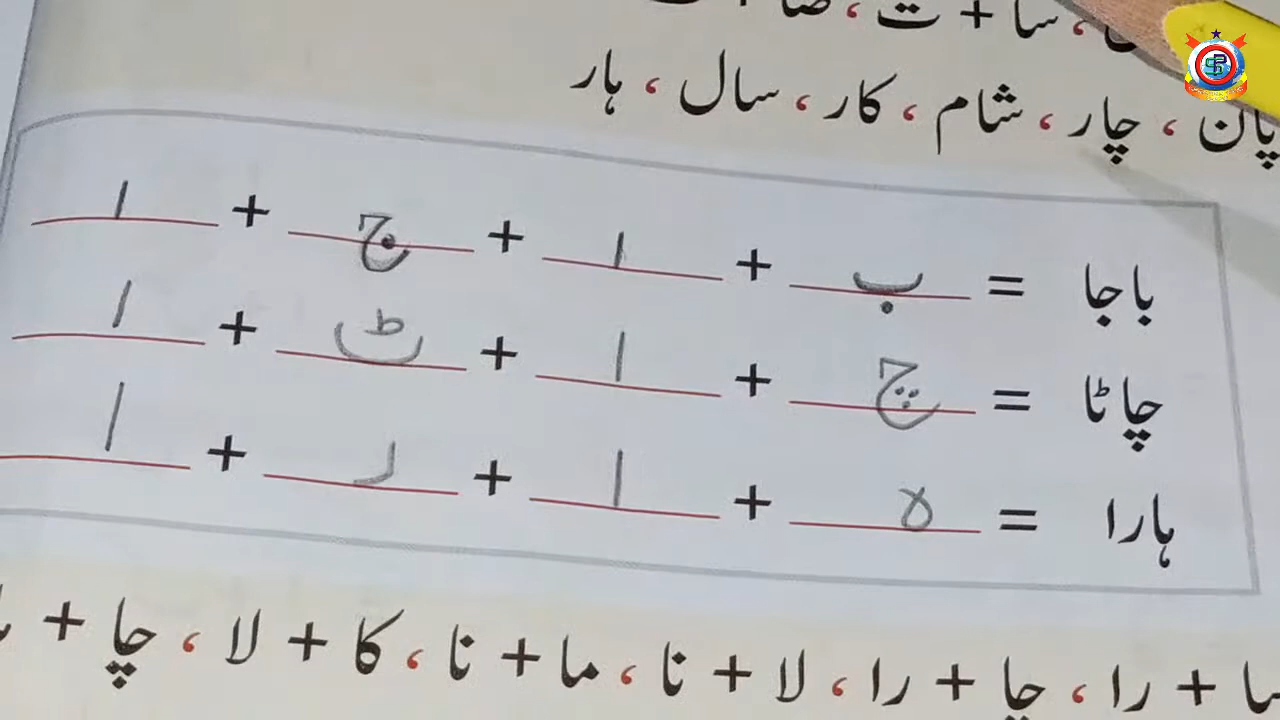 سا + ت ،
پان ، چار ، شام ، کار ، سال ، ہار
باجا = ب + ا + ج + ا
چاٹا = چ + ا + ٹ + ا
ہارا = ہ + ا + ر + ا
را ، چا + را ، لا + نا ، ما + نا ، کا + لا ، چا +